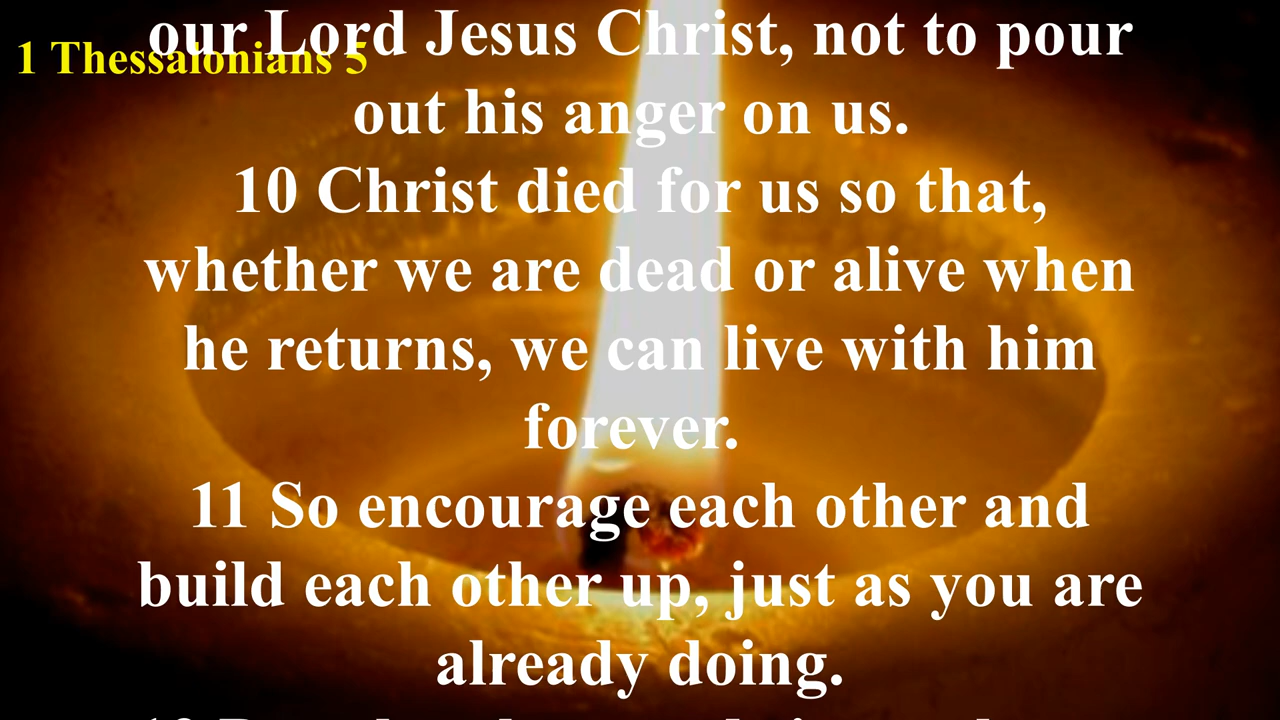 our Lord Jesus Christ, not to pour
1 Thessalonians 5
out his anger on us.
10 Christ died for us so that,
whether we are dead or alive when
he returns, we can live with him
forever.
11 So encourage each other and
build each other up, just as you are
already doing.